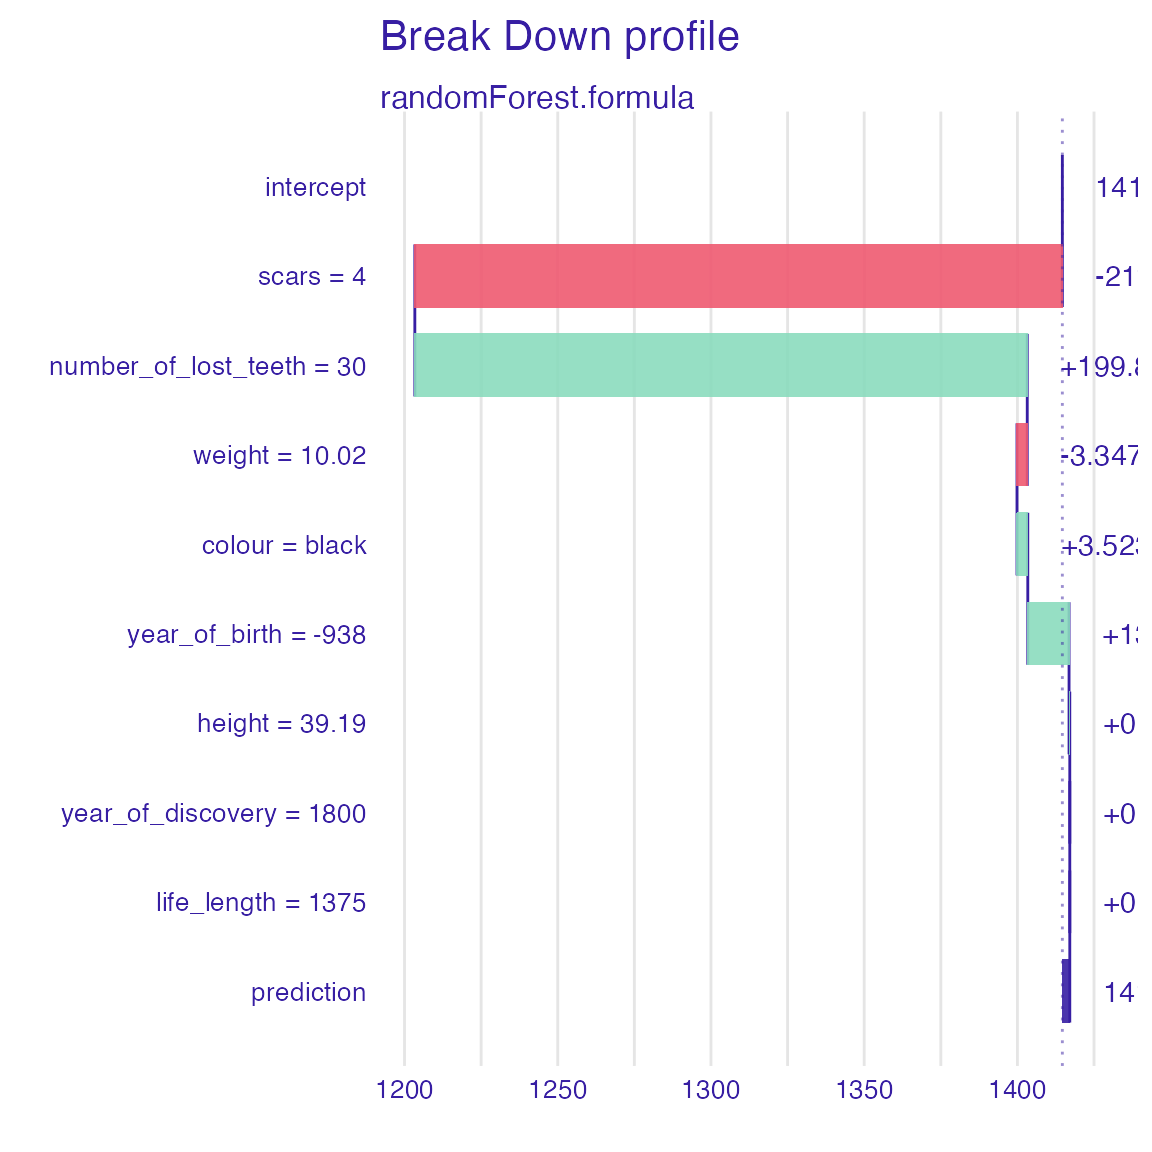 Break Down profile
randomForest.formula
intercept 141
scars = 4 -21
number_of_lost_teeth = 30 +199.8
weight = 10.02 -3.347
colour = black +3.52
year_of_birth = -938 +1
height = 39.19 +0
year_of_discovery = 1800 +0
life_length = 1375 +0
prediction 14
1200 1250 1300 1350 1400